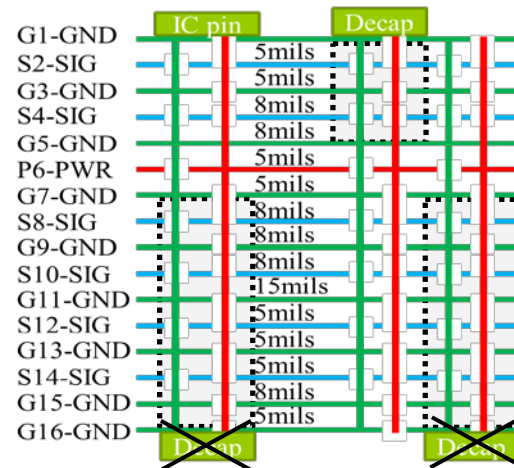 IC pin Decap
G1-GND
5mils
S2-SIG
5mils
G3-GND
8mils
S4-SIG
8mils
G5-GND
5mils
P6-PWR
5mils
G7-GND
8mils
S8-SIG
8mils
G9-GND
8mils
S10-SIG
15mils
G11-GND
5mils
S12-SIG
5mils
G13-GND
5mils
S14-SIG
8mils
G15-GND
5mils
G16-GND
Decap Decap